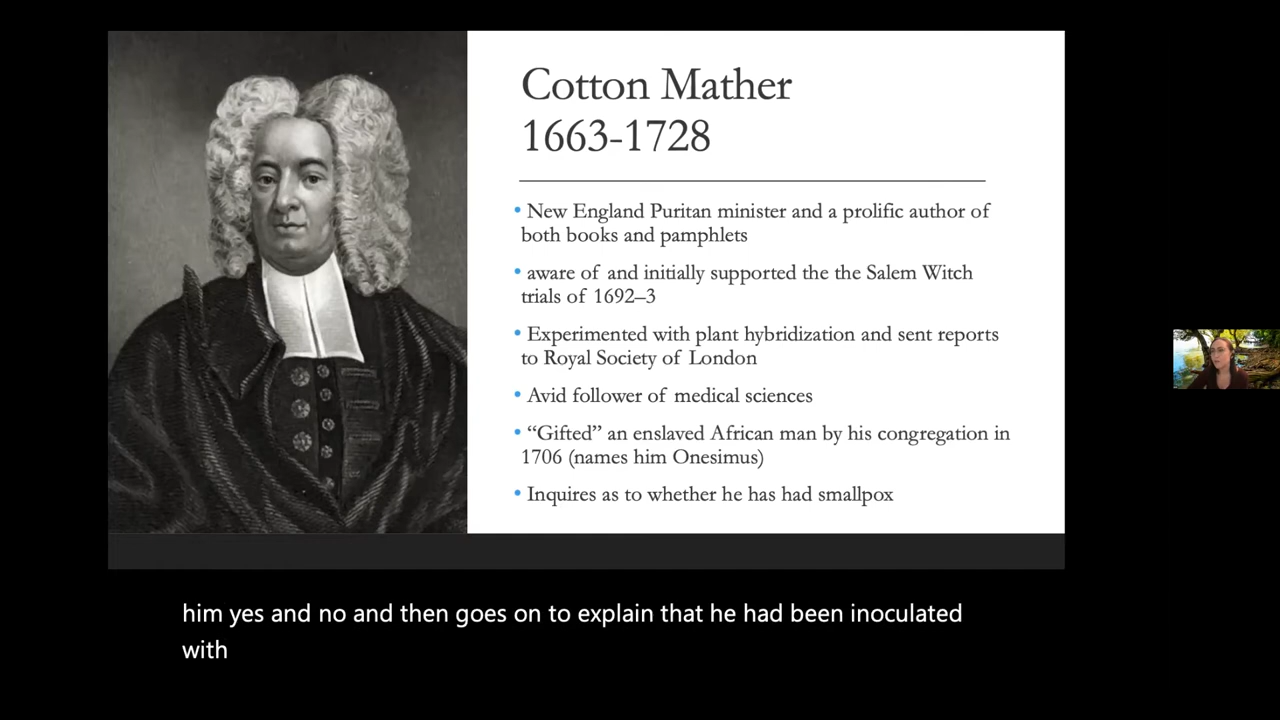 Cotton Mather
1663-1728
• New England Puritan minister and a prolific author of
both books and pamphlets
• aware of and initially supported the the Salem Witch
trials of 1692–3
• Experimented with plant hybridization and sent reports
to Royal Society of London
• Avid follower of medical sciences
• “Gifted” an enslaved African man by his congregation in
1706 (names him Onesimus)
• Inquires as to whether he has had smallpox
him yes and no and then goes on to explain that he had been inoculated
with